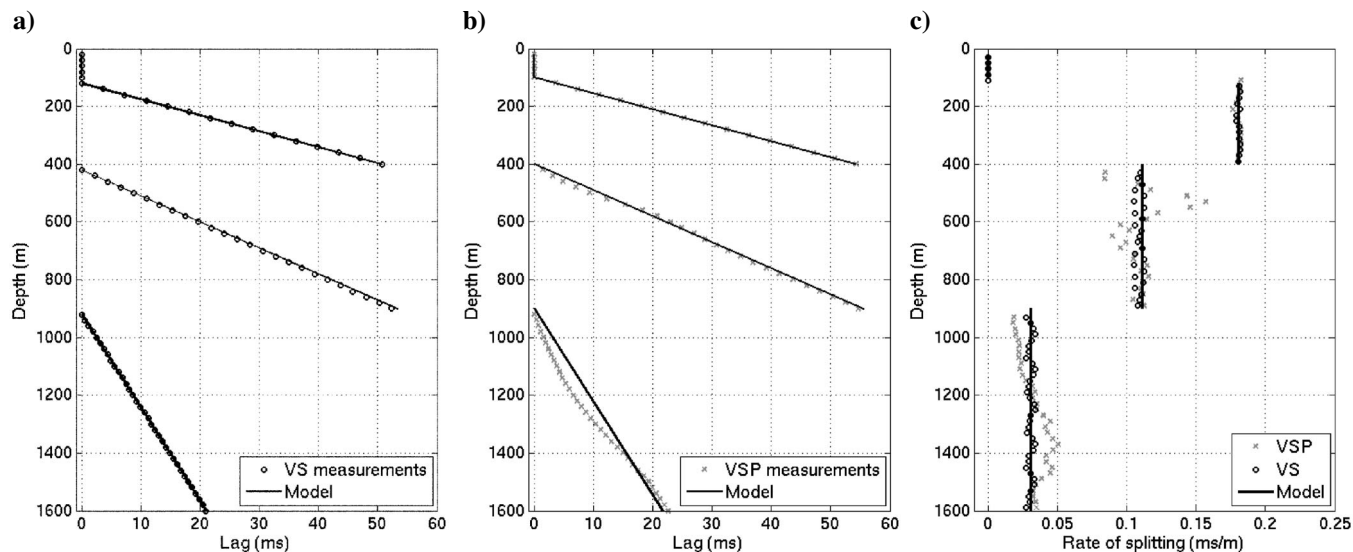 a)
0
200
400
600
800
1000
1200
1400
1600
Depth (m)
0 10 20 30 40 50 60
Lag (ms)
VS measurements
Model
b)
0
200
400
600
800
1000
1200
1400
1600
Depth (m)
0 10 20 30 40 50 60
Lag (ms)
VSP measurements
Model
c)
0
200
400
600
800
1000
1200
1400
1600
Depth (m)
0 0.05 0.1 0.15 0.2 0.25
Rate of splitting (ms/m)
VSP
VS
Model